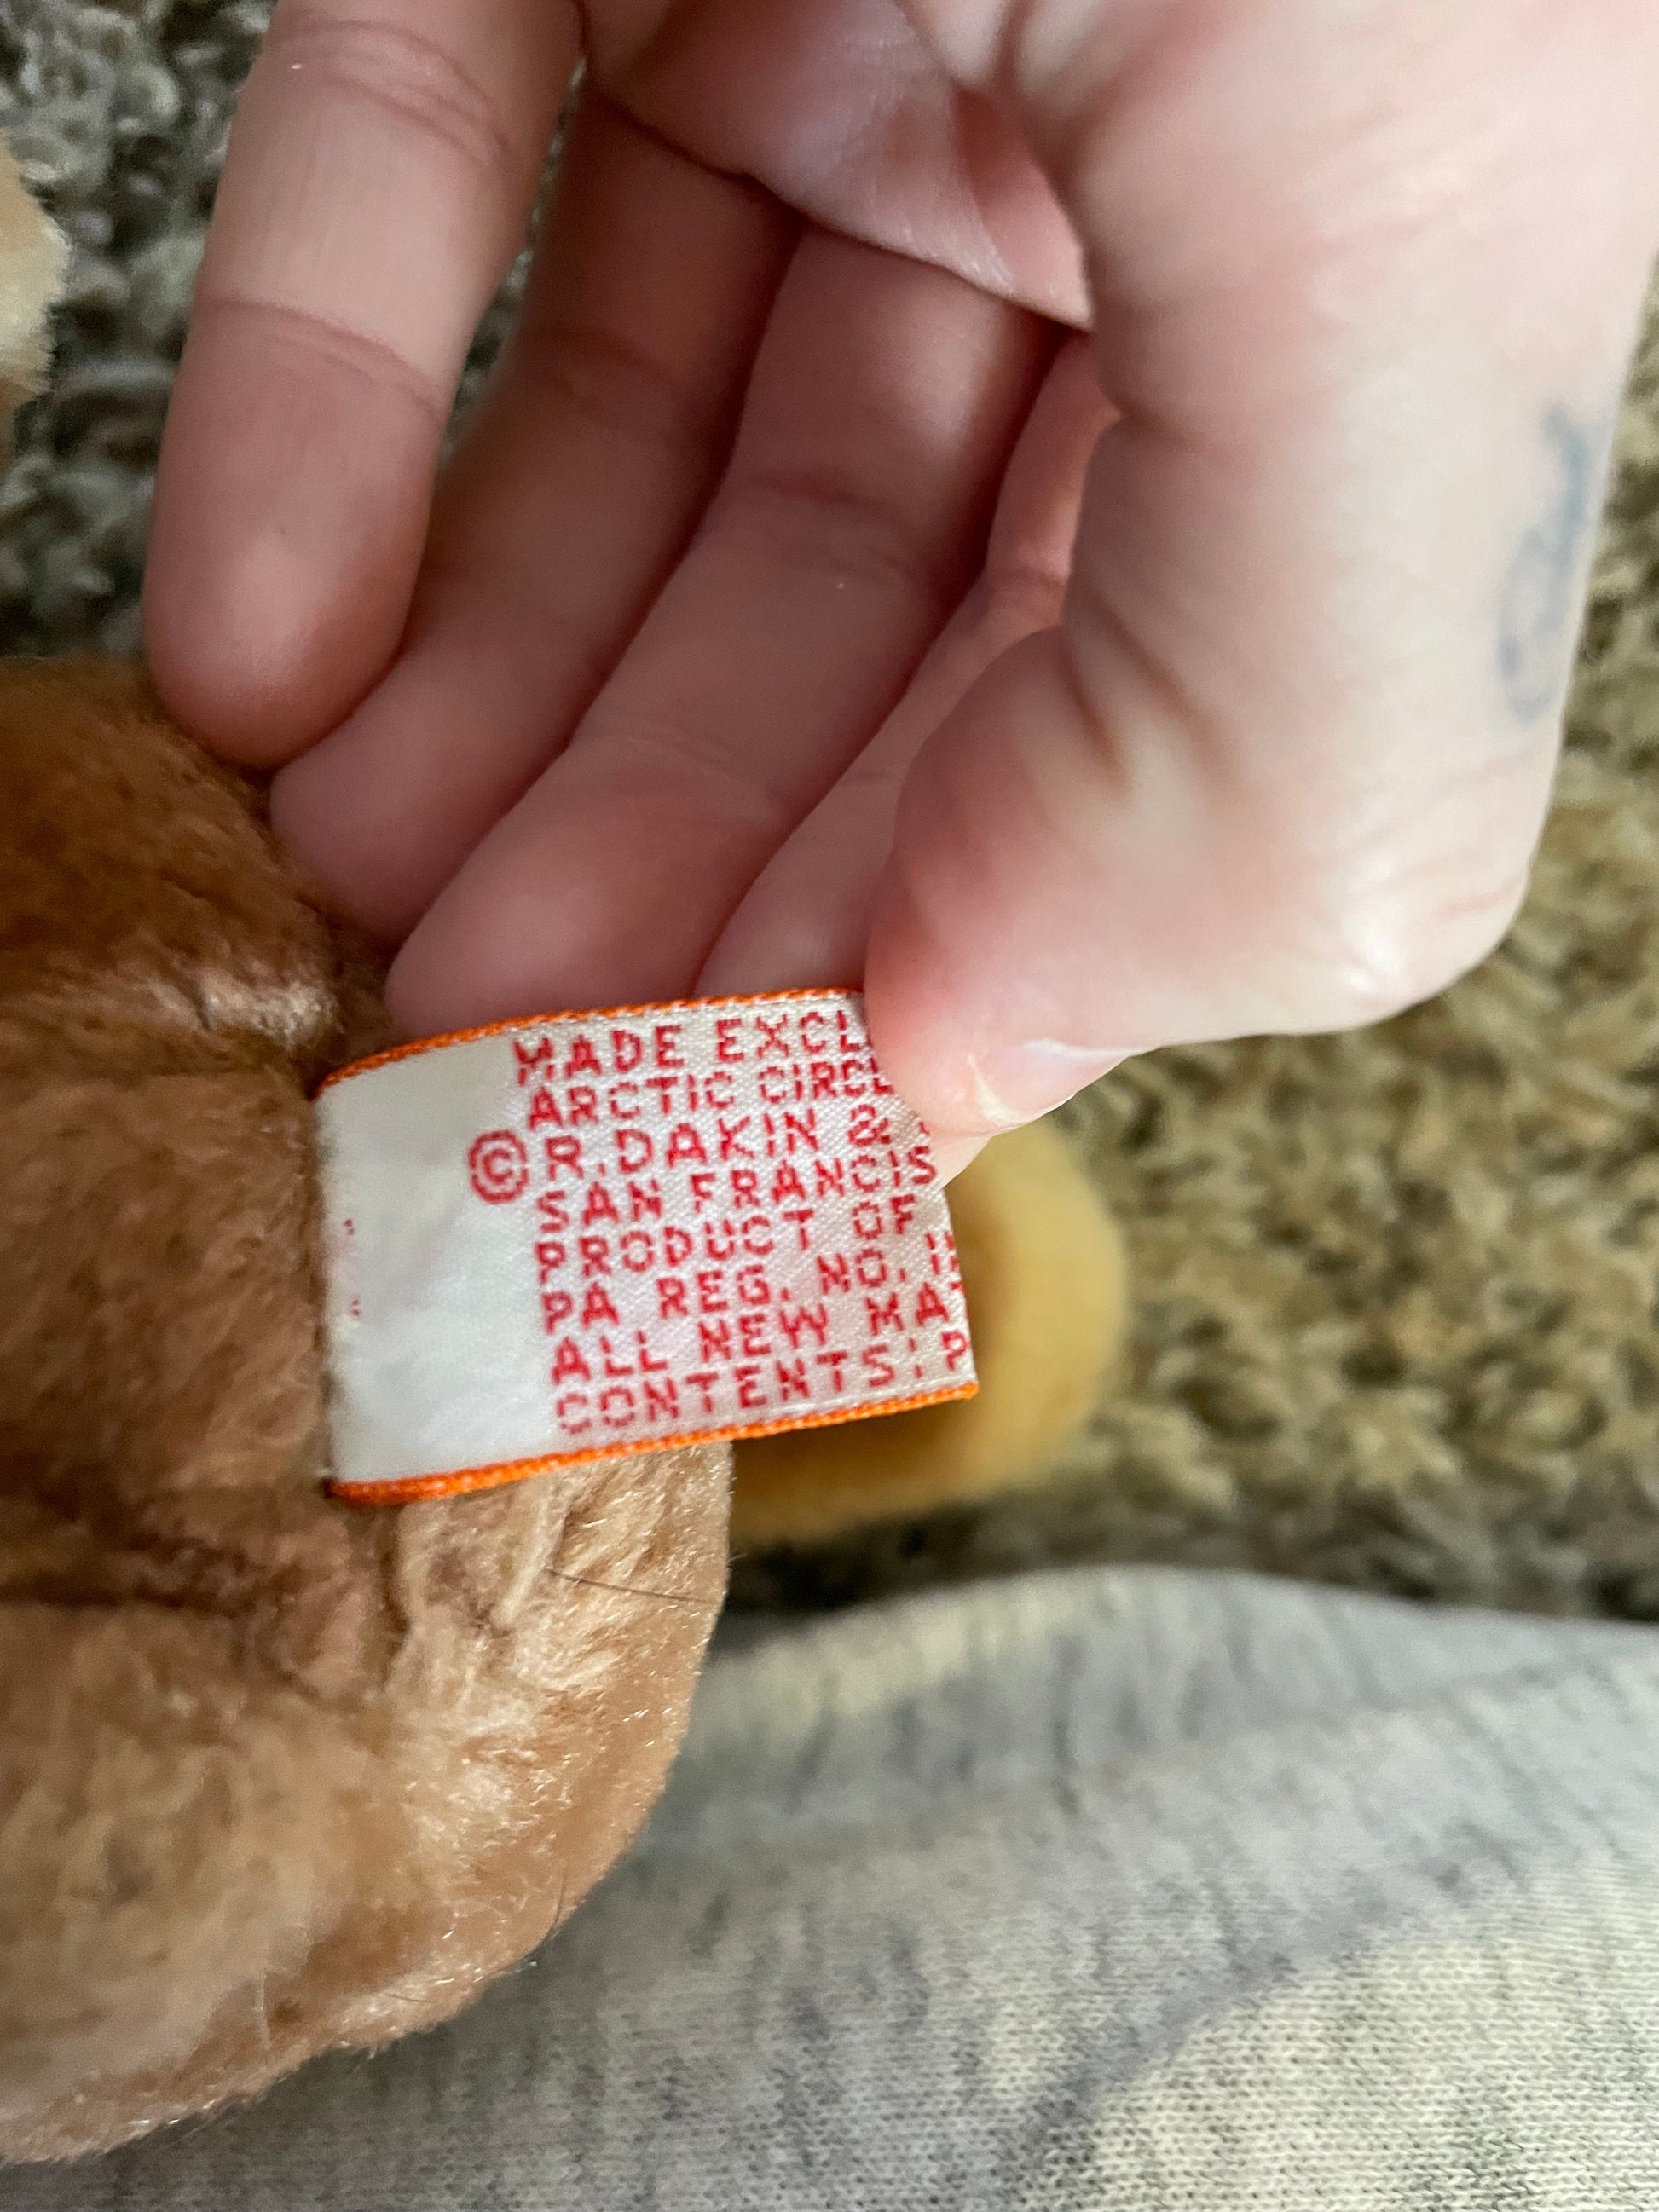 MADE EXCL
ARCTIC CIRCL
© R. DAKIN &
SAN FRANCIS
PRODUCT OF
PA REG. NO.
ALL NEW MA
CONTENTS: P